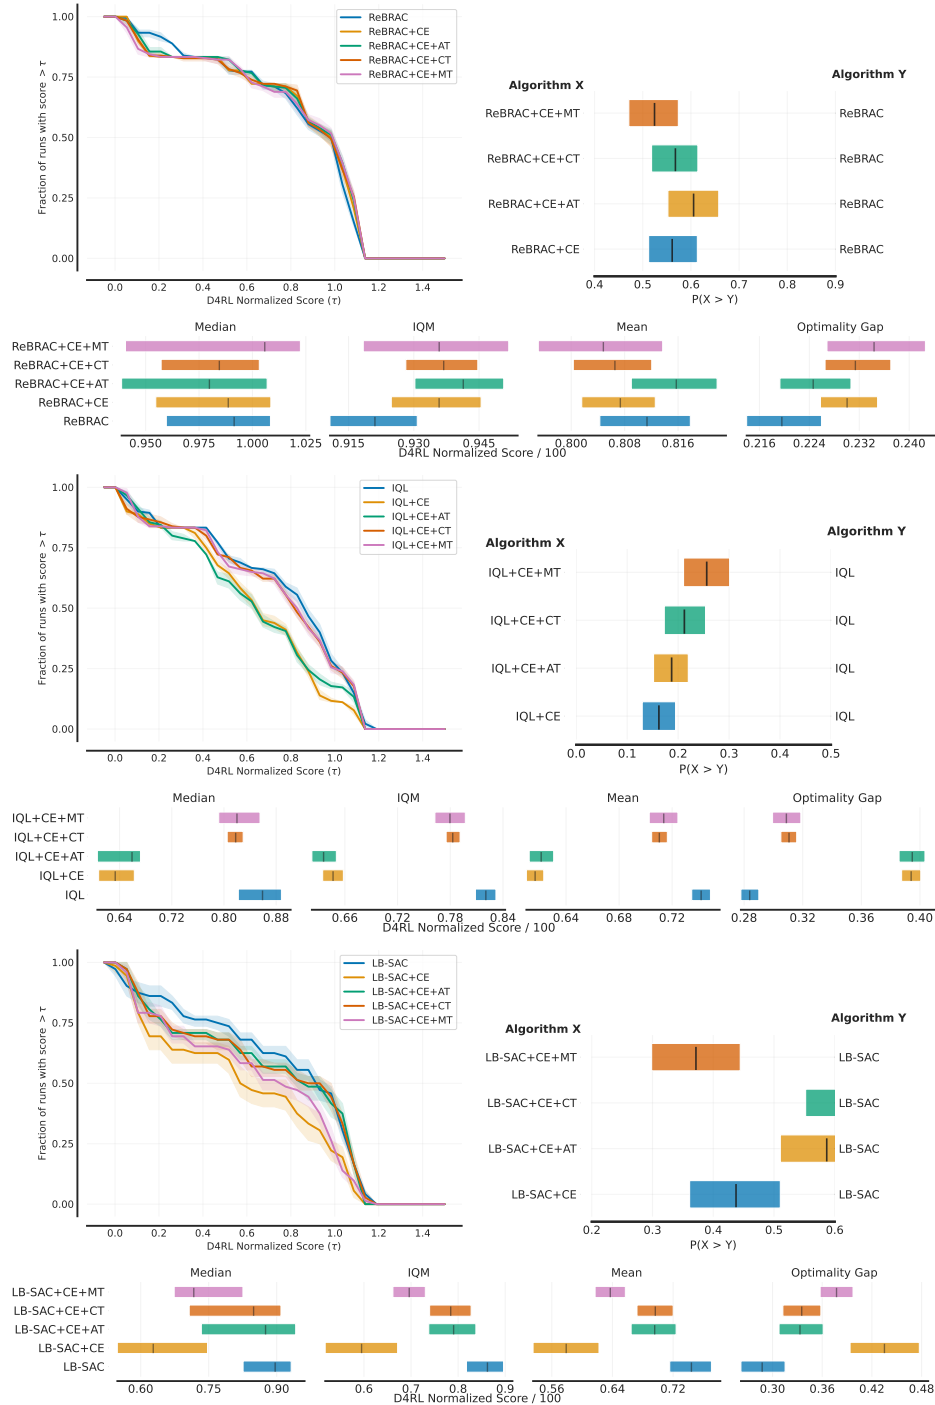 1.00
0.75
0.50
0.25
0.00
Fraction of runs with score > τ
0.0 0.2 0.4 0.6 0.8 1.0 1.2 1.4
D4RL Normalized Score (τ)
ReBRAC
ReBRAC+CE
ReBRAC+CE+AT
ReBRAC+CE+CT
ReBRAC+CE+MT
Algorithm X
Algorithm Y
ReBRAC+CE+MT ReBRAC
ReBRAC+CE+CT ReBRAC
ReBRAC+CE+AT ReBRAC
ReBRAC+CE ReBRAC
0.4 0.5 0.6 0.7 0.8 0.9
P(X > Y)
Median IQM Mean Optimality Gap
ReBRAC+CE+MT
ReBRAC+CE+CT
ReBRAC+CE+AT
ReBRAC+CE
ReBRAC
0.950 0.975 1.000 1.025 0.915 0.930 0.945 0.800 0.808 0.816 0.216 0.224 0.232 0.240
D4RL Normalized Score / 100
1.00
0.75
0.50
0.25
0.00
Fraction of runs with score > τ
0.0 0.2 0.4 0.6 0.8 1.0 1.2 1.4
D4RL Normalized Score (τ)
IQL
IQL+CE
IQL+CE+AT
IQL+CE+CT
IQL+CE+MT
Algorithm X
Algorithm Y
IQL+CE+MT IQL
IQL+CE+CT IQL
IQL+CE+AT IQL
IQL+CE IQL
0.0 0.1 0.2 0.3 0.4 0.5
P(X > Y)
Median IQM Mean Optimality Gap
IQL+CE+MT
IQL+CE+CT
IQL+CE+AT
IQL+CE
IQL
0.64 0.72 0.80 0.88 0.66 0.72 0.78 0.84 0.64 0.68 0.72 0.28 0.32 0.36 0.40
D4RL Normalized Score / 100
1.00
0.75
0.50
0.25
0.00
Fraction of runs with score > τ
0.0 0.2 0.4 0.6 0.8 1.0 1.2 1.4
D4RL Normalized Score (τ)
LB-SAC
LB-SAC+CE
LB-SAC+CE+AT
LB-SAC+CE+CT
LB-SAC+CE+MT
Algorithm X
Algorithm Y
LB-SAC+CE+MT LB-SAC
LB-SAC+CE+CT LB-SAC
LB-SAC+CE+AT LB-SAC
LB-SAC+CE LB-SAC
0.2 0.3 0.4 0.5 0.6
P(X > Y)
Median IQM Mean Optimality Gap
LB-SAC+CE+MT
LB-SAC+CE+CT
LB-SAC+CE+AT
LB-SAC+CE
LB-SAC
0.60 0.75 0.90 0.6 0.7 0.8 0.9 0.56 0.64 0.72 0.30 0.36 0.42 0.48
D4RL Normalized Score / 100